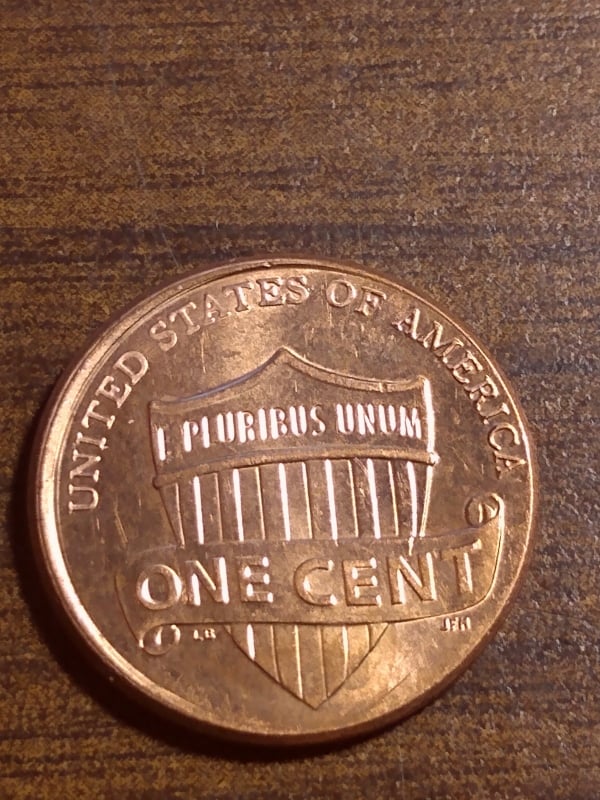 UNITED STATES OF AMERICA
E PLURIBUS UNUM
ONE CENT
LB
JFM